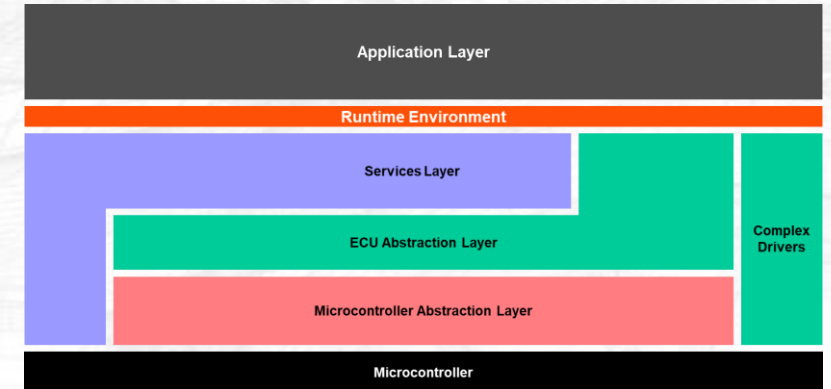 Application Layer
Runtime Environment
Services Layer
ECU Abstraction Layer
Complex
Drivers
Microcontroller Abstraction Layer
Microcontroller